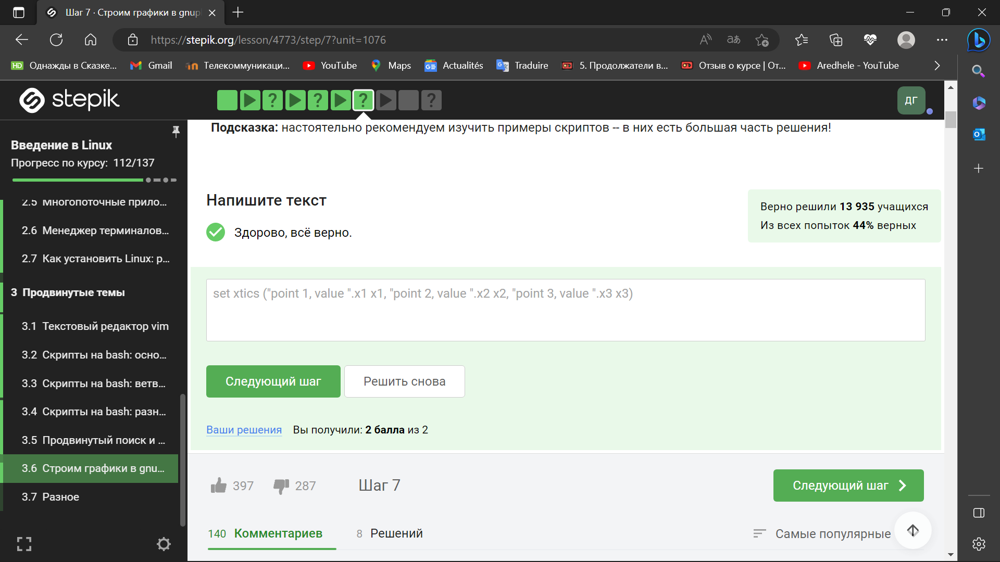 Шаг 7 · Строим графики в gnupl
https://stepik.org/lesson/4773/step/7?unit=1076
Однажды в Сказке...
Gmail
Телекоммуникаци...
YouTube
Maps
Actualités
Traduire
5. Продолжатели в...
Отзыв о курсе | От...
Aredhele - YouTube
stepik
ДГ
Введение в Linux
Прогресс по курсу: 112/137
2.5 Многопоточные прило...
2.6 Менеджер терминалов...
2.7 Как установить Linux: р...
3 Продвинутые темы
3.1 Текстовый редактор vim
3.2 Скрипты на bash: осно...
3.3 Скрипты на bash: ветв...
3.4 Скрипты на bash: разн...
3.5 Продвинутый поиск и ...
3.6 Строим графики в gnu...
3.7 Разное
Подсказка: настоятельно рекомендуем изучить примеры скриптов -- в них есть большая часть решения!
Напишите текст
Здорово, всё верно.
Верно решили 13 935 учащихся
Из всех попыток 44% верных
set xtics ("point 1, value ".x1 x1, "point 2, value ".x2 x2, "point 3, value ".x3 x3)
Следующий шаг
Решить снова
Ваши решения Вы получили: 2 балла из 2
397
287
Шаг 7
Следующий шаг
140 Комментариев
8 Решений
Самые популярные